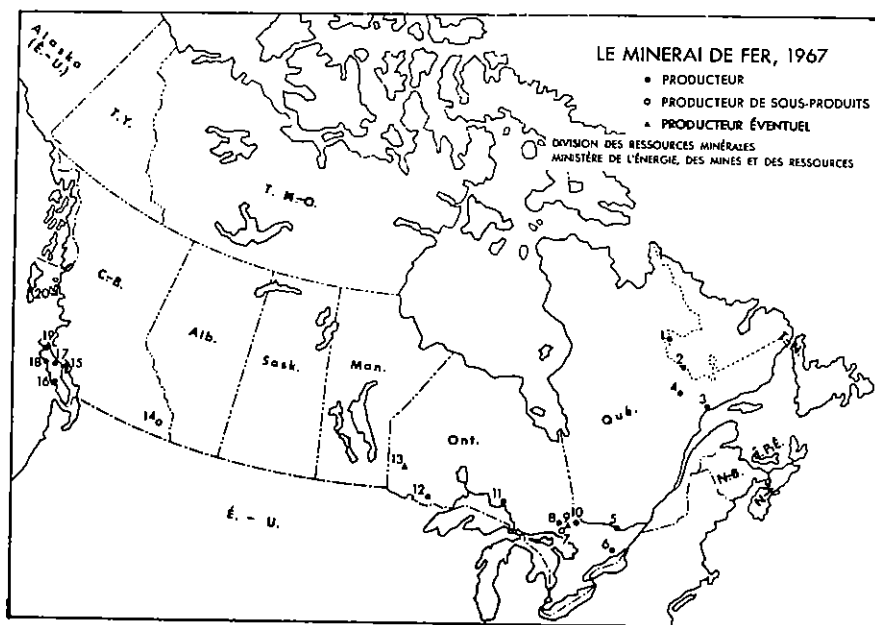 LE MINERAI DE FER, 1967
PRODUCTEUR
PRODUCTEUR DE SOUS-PRODUITS
PRODUCTEUR ÉVENTUEL
DIVISION DES RESSOURCES MINÉRALES
MINISTÈRE DE L'ÉNERGIE, DES MINES ET DES RESSOURCES
Alaska
(É.-U.)
T.Y.
T. N.-O.
C.-B.
Alb.
Sask.
Man.
Ont.
Qué.
T.-N.
Î.P.É.
N.-B.
N.-É.
É. - U.
1
2
3
4
5
6
7
8
9
10
11
12
13
14
15
16
17
18
19
20